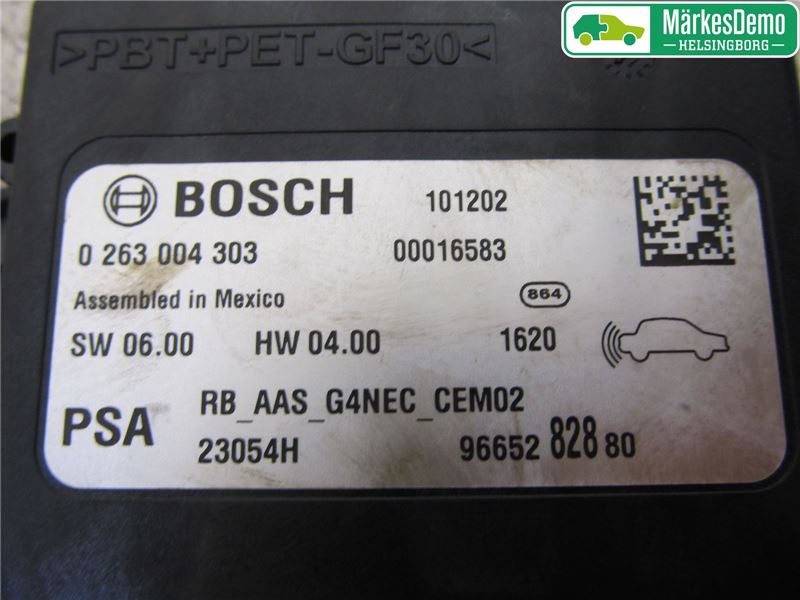 >PBT+PET-GF30<
MärkesDemo
HELSINGBORG
BOSCH 101202
0 263 004 303 00016583
Assembled in Mexico 864
SW 06.00 HW 04.00 1620
PSA RB_AAS_G4NEC_CEM02
23054H 96652 828 80